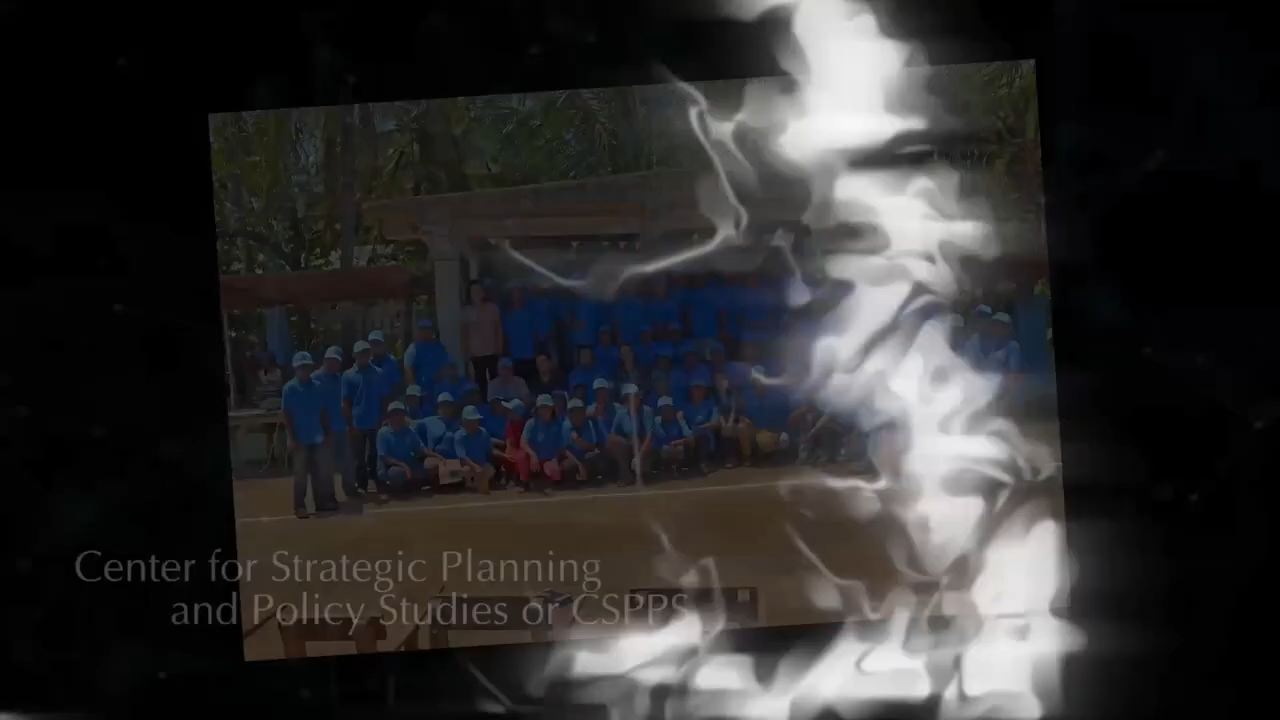 Center for Strategic Planning
and Policy Studies or CSPPS